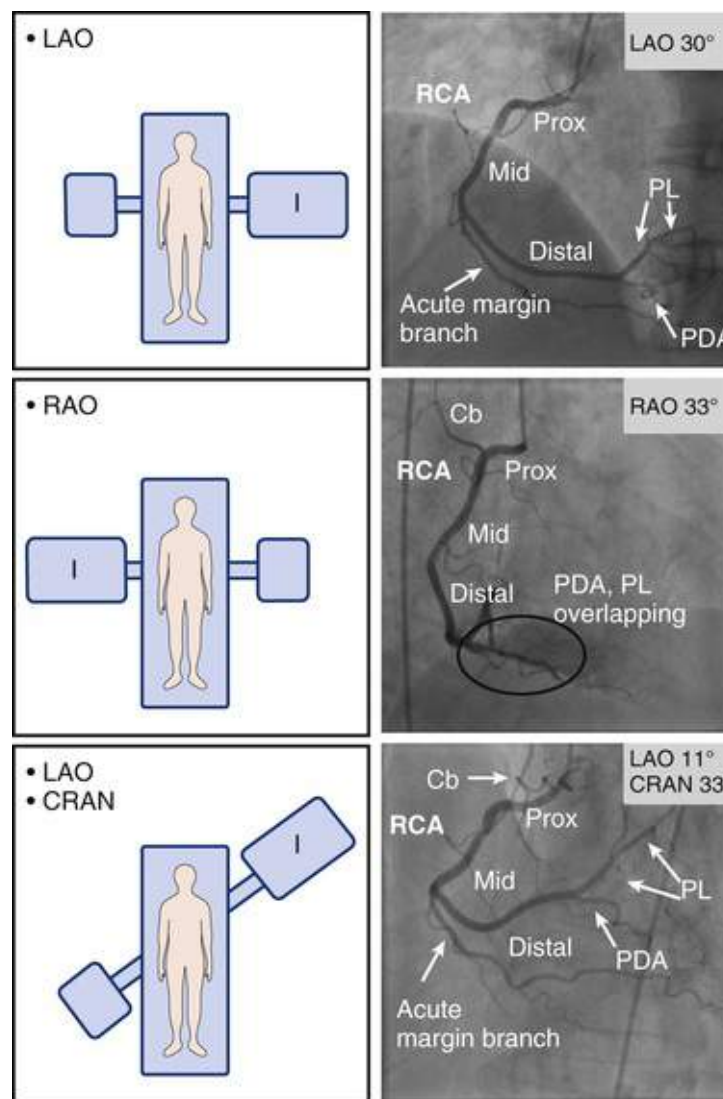 • LAO
I
LAO 30°
RCA
Prox
Mid
PL
Distal
Acute margin
branch
PDA
• RAO
I
RAO 33°
Cb
RCA
Prox
Mid
Distal
PDA, PL
overlapping
• LAO
• CRAN
I
LAO 11°
CRAN 33
Cb
Prox
RCA
Mid
PL
Distal
PDA
Acute
margin branch